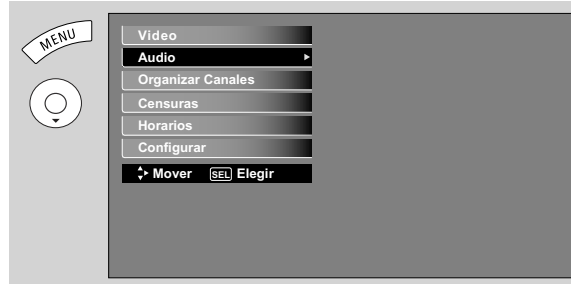 MENU
Video
Audio
Organizar Canales
Censuras
Horarios
Configurar
Mover SEL Elegir